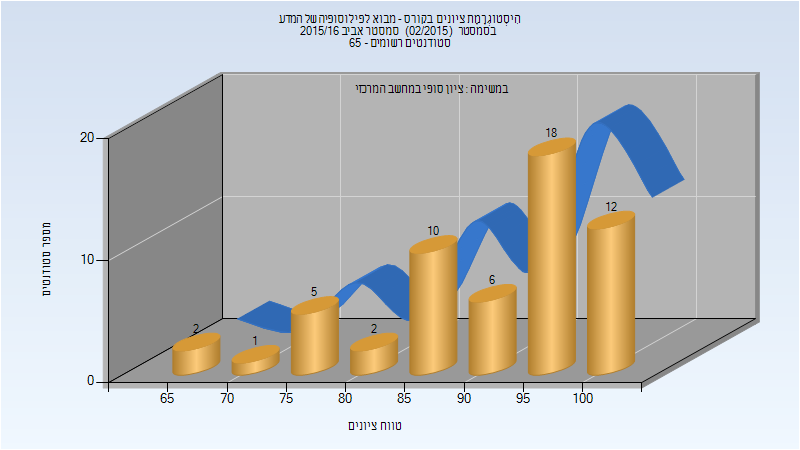 היסטוגרמת ציונים בקורס - מבוא לפילוסופיה של המדע
בסמסטר (02/2015) סמסטר אביב 2015/16
סטודנטים רשומים - 65
במשימה : ציון סופי במחשב המרכזי
18
12
10
6
5
2
2
1
20
10
0
מספר סטודנטים
65 70 75 80 85 90 95 100
טווח ציונים